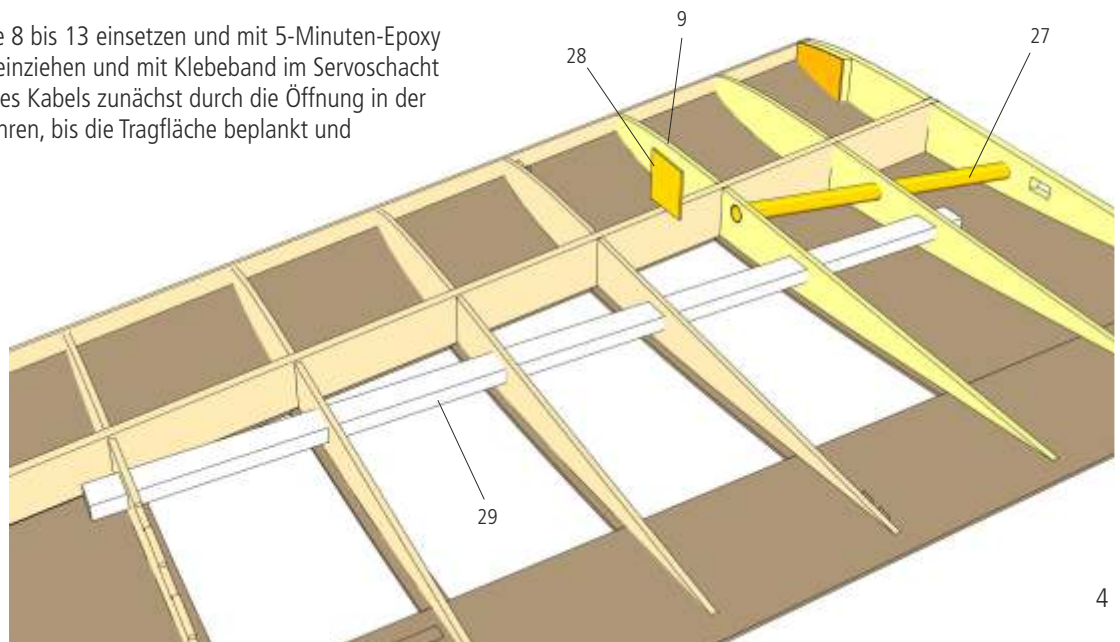 8 bis 13 einsetzen und mit 5-Minuten-Epoxy
einziehen und mit Klebeband im Servoschacht
es Kabels zunächst durch die Öffnung in der
hren, bis die Tragfläche beplankt und
9
27
28
29
4